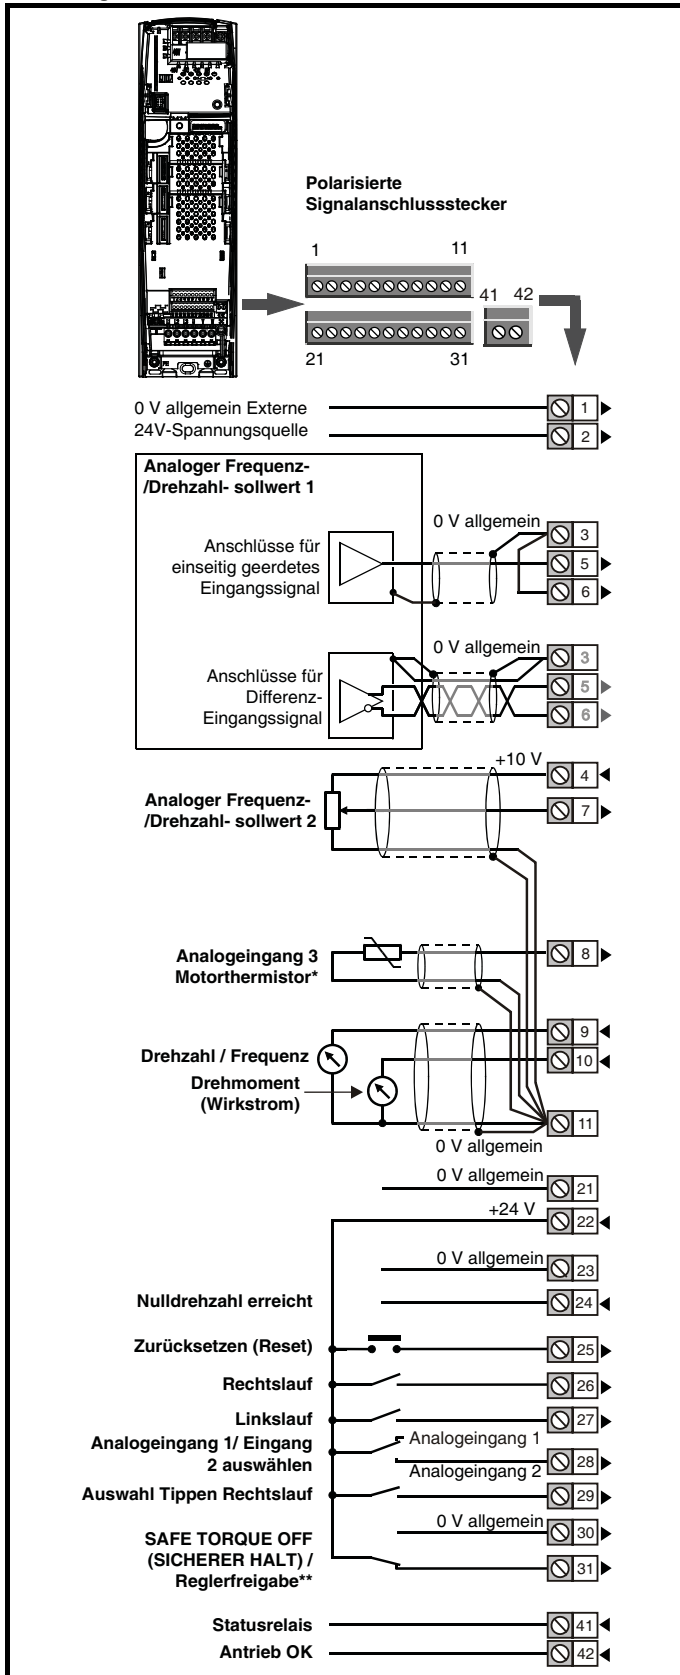 Polarisierte
Signalanschlussstecker
1 11
41 42
21 31
0 V allgemein Externe 1
24V-Spannungsquelle 2
Analoger Frequenz-
/Drehzahl- sollwert 1
0 V allgemein 3
Anschlüsse für
einseitig geerdetes 5
Eingangssignal 6
0 V allgemein 3
Anschlüsse für 5
Differenz-
Eingangssignal 6
+10 V 4
Analoger Frequenz- 7
/Drehzahl- sollwert 2
Analogeingang 3 8
Motorthermistor*
9
Drehzahl / Frequenz 10
Drehmoment
(Wirkstrom)
11
0 V allgemein
0 V allgemein 21
+24 V 22
0 V allgemein 23
Nulldrehzahl erreicht 24
Zurücksetzen (Reset) 25
Rechtslauf 26
Linkslauf 27
Analogeingang 1/ Eingang Analogeingang 1
2 auswählen 28
Analogeingang 2
Auswahl Tippen Rechtslauf 29
0 V allgemein 30
SAFE TORQUE OFF
(SICHERER HALT) / 31
Reglerfreigabe**
Statusrelais 41
Antrieb OK 42